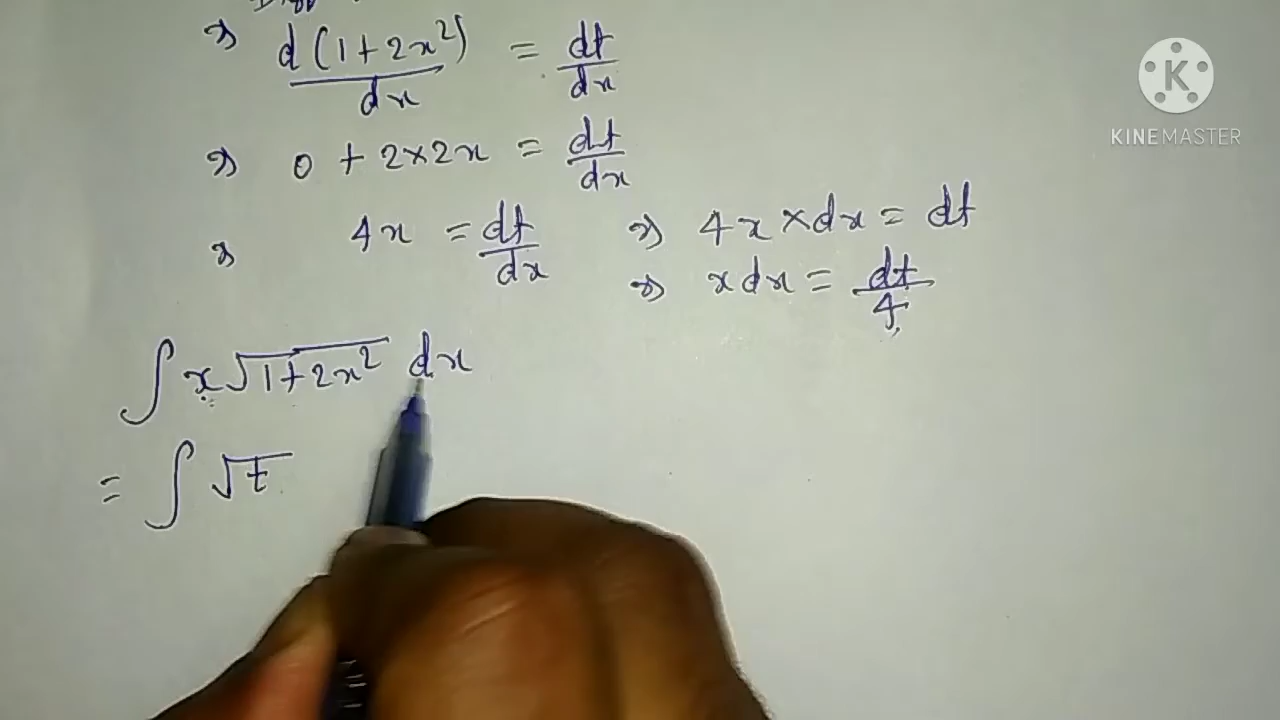 ⇒ d(1+2x²)/dx = dt/dx
⇒ 0 + 2×2x = dt/dx
⇒ 4x = dt/dx ⇒ 4x×dx = dt
⇒ xdx = dt/4
∫ x√(1+2x²) dx
= ∫ √t
K
KINEMASTER